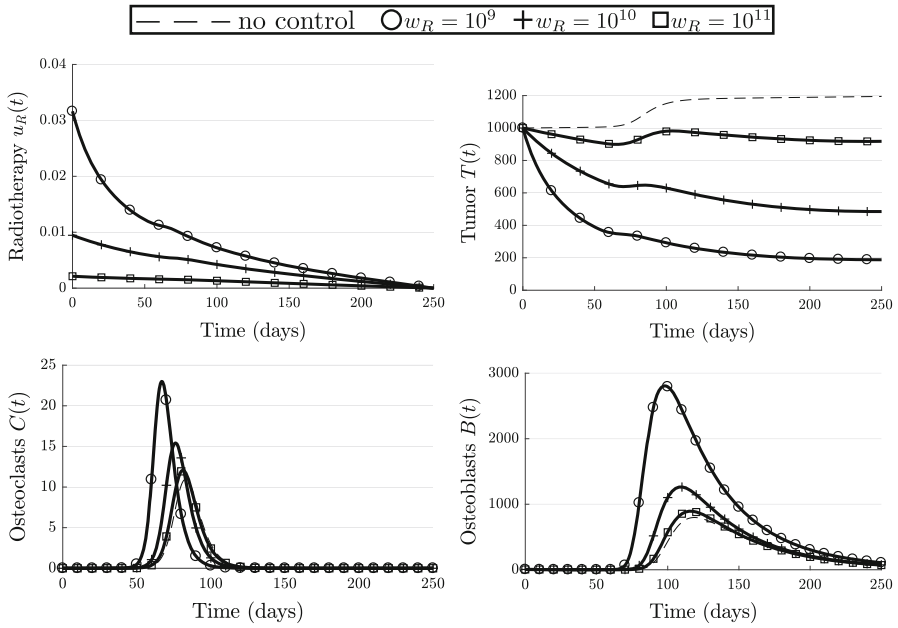 no control w_R = 10^9 w_R = 10^10 w_R = 10^11
Radiotherapy u_R(t)
0.04
0.03
0.02
0.01
0
0 50 100 150 200 250
Time (days)
Tumor T(t)
1200
1000
800
600
400
200
0
0 50 100 150 200 250
Time (days)
Osteoclasts C(t)
25
20
15
10
5
0
0 50 100 150 200 250
Time (days)
Osteoblasts B(t)
3000
2000
1000
0
0 50 100 150 200 250
Time (days)